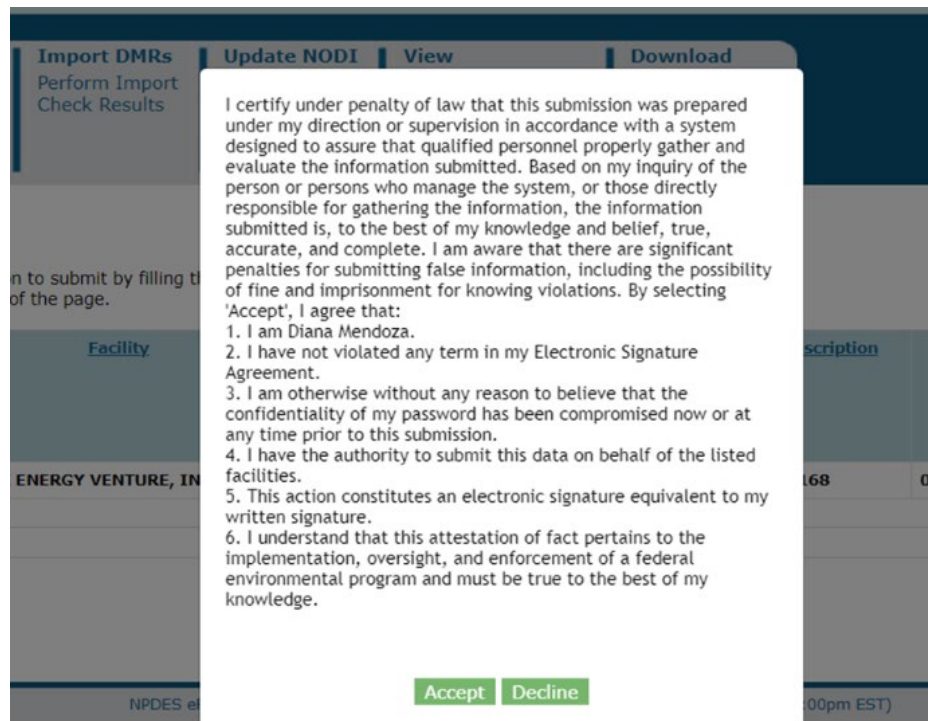 Import DMRs
Perform Import
Check Results
Update NODI
View
Download
I certify under penalty of law that this submission was prepared
under my direction or supervision in accordance with a system
designed to assure that qualified personnel properly gather and
evaluate the information submitted. Based on my inquiry of the
person or persons who manage the system, or those directly
responsible for gathering the information, the information
submitted is, to the best of my knowledge and belief, true,
accurate, and complete. I am aware that there are significant
penalties for submitting false information, including the possibility
of fine and imprisonment for knowing violations. By selecting
'Accept', I agree that:
1. I am Diana Mendoza.
2. I have not violated any term in my Electronic Signature
Agreement.
3. I am otherwise without any reason to believe that the
confidentiality of my password has been compromised now or at
any time prior to this submission.
4. I have the authority to submit this data on behalf of the listed
facilities.
5. This action constitutes an electronic signature equivalent to my
written signature.
6. I understand that this attestation of fact pertains to the
implementation, oversight, and enforcement of a federal
environmental program and must be true to the best of my
knowledge.
Accept Decline
n to submit by filling t
of the page.
Facility
scription
ENERGY VENTURE, IN
168
0
NPDES e
:00pm EST)